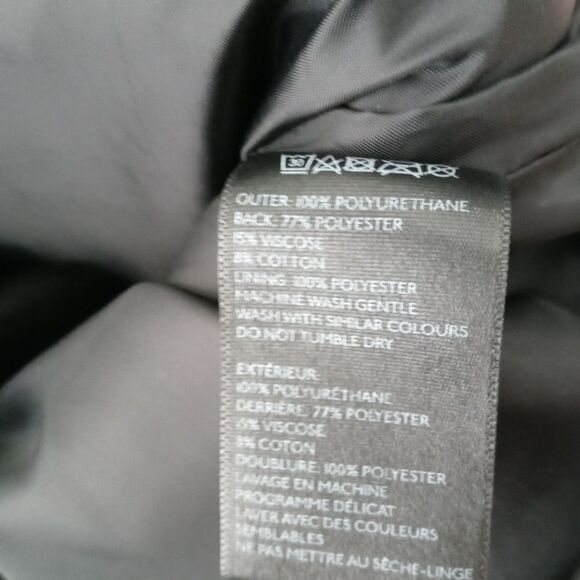 30
OUTER: 100% POLYURETHANE
BACK: 77% POLYESTER
15% VISCOSE
8% COTTON
LINING: 100% POLYESTER
MACHINE WASH GENTLE
WASH WITH SIMILAR COLOURS
DO NOT TUMBLE DRY
EXTÉRIEUR:
100% POLYURÉTHANE
DERRIÈRE: 77% POLYESTER
15% VISCOSE
8% COTON
DOUBLURE: 100% POLYESTER
LAVAGE EN MACHINE
PROGRAMME DÉLICAT
LAVER AVEC DES COULEURS
SEMBLABLES
NE PAS METTRE AU SÈCHE-LINGE